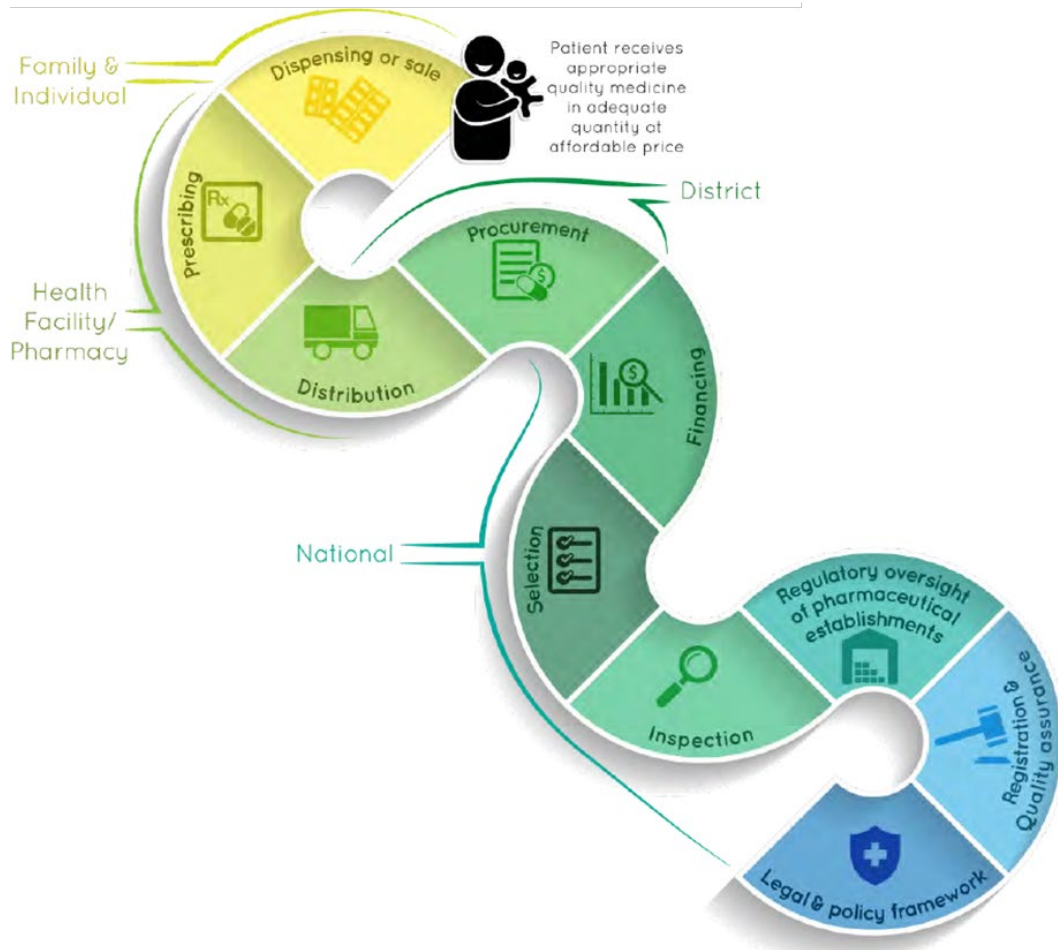 Family &
Individual
Dispensing or sale
Patient receives
appropriate
quality medicine
in adequate
quantity at
affordable price
Prescribing
Rx
District
Procurement
$
Health
Facility/
Pharmacy
Distribution
Financing
$
National
Selection
Inspection
Regulatory oversight
of pharmaceutical
establishments
Registration &
Quality assurance
Legal & policy framework